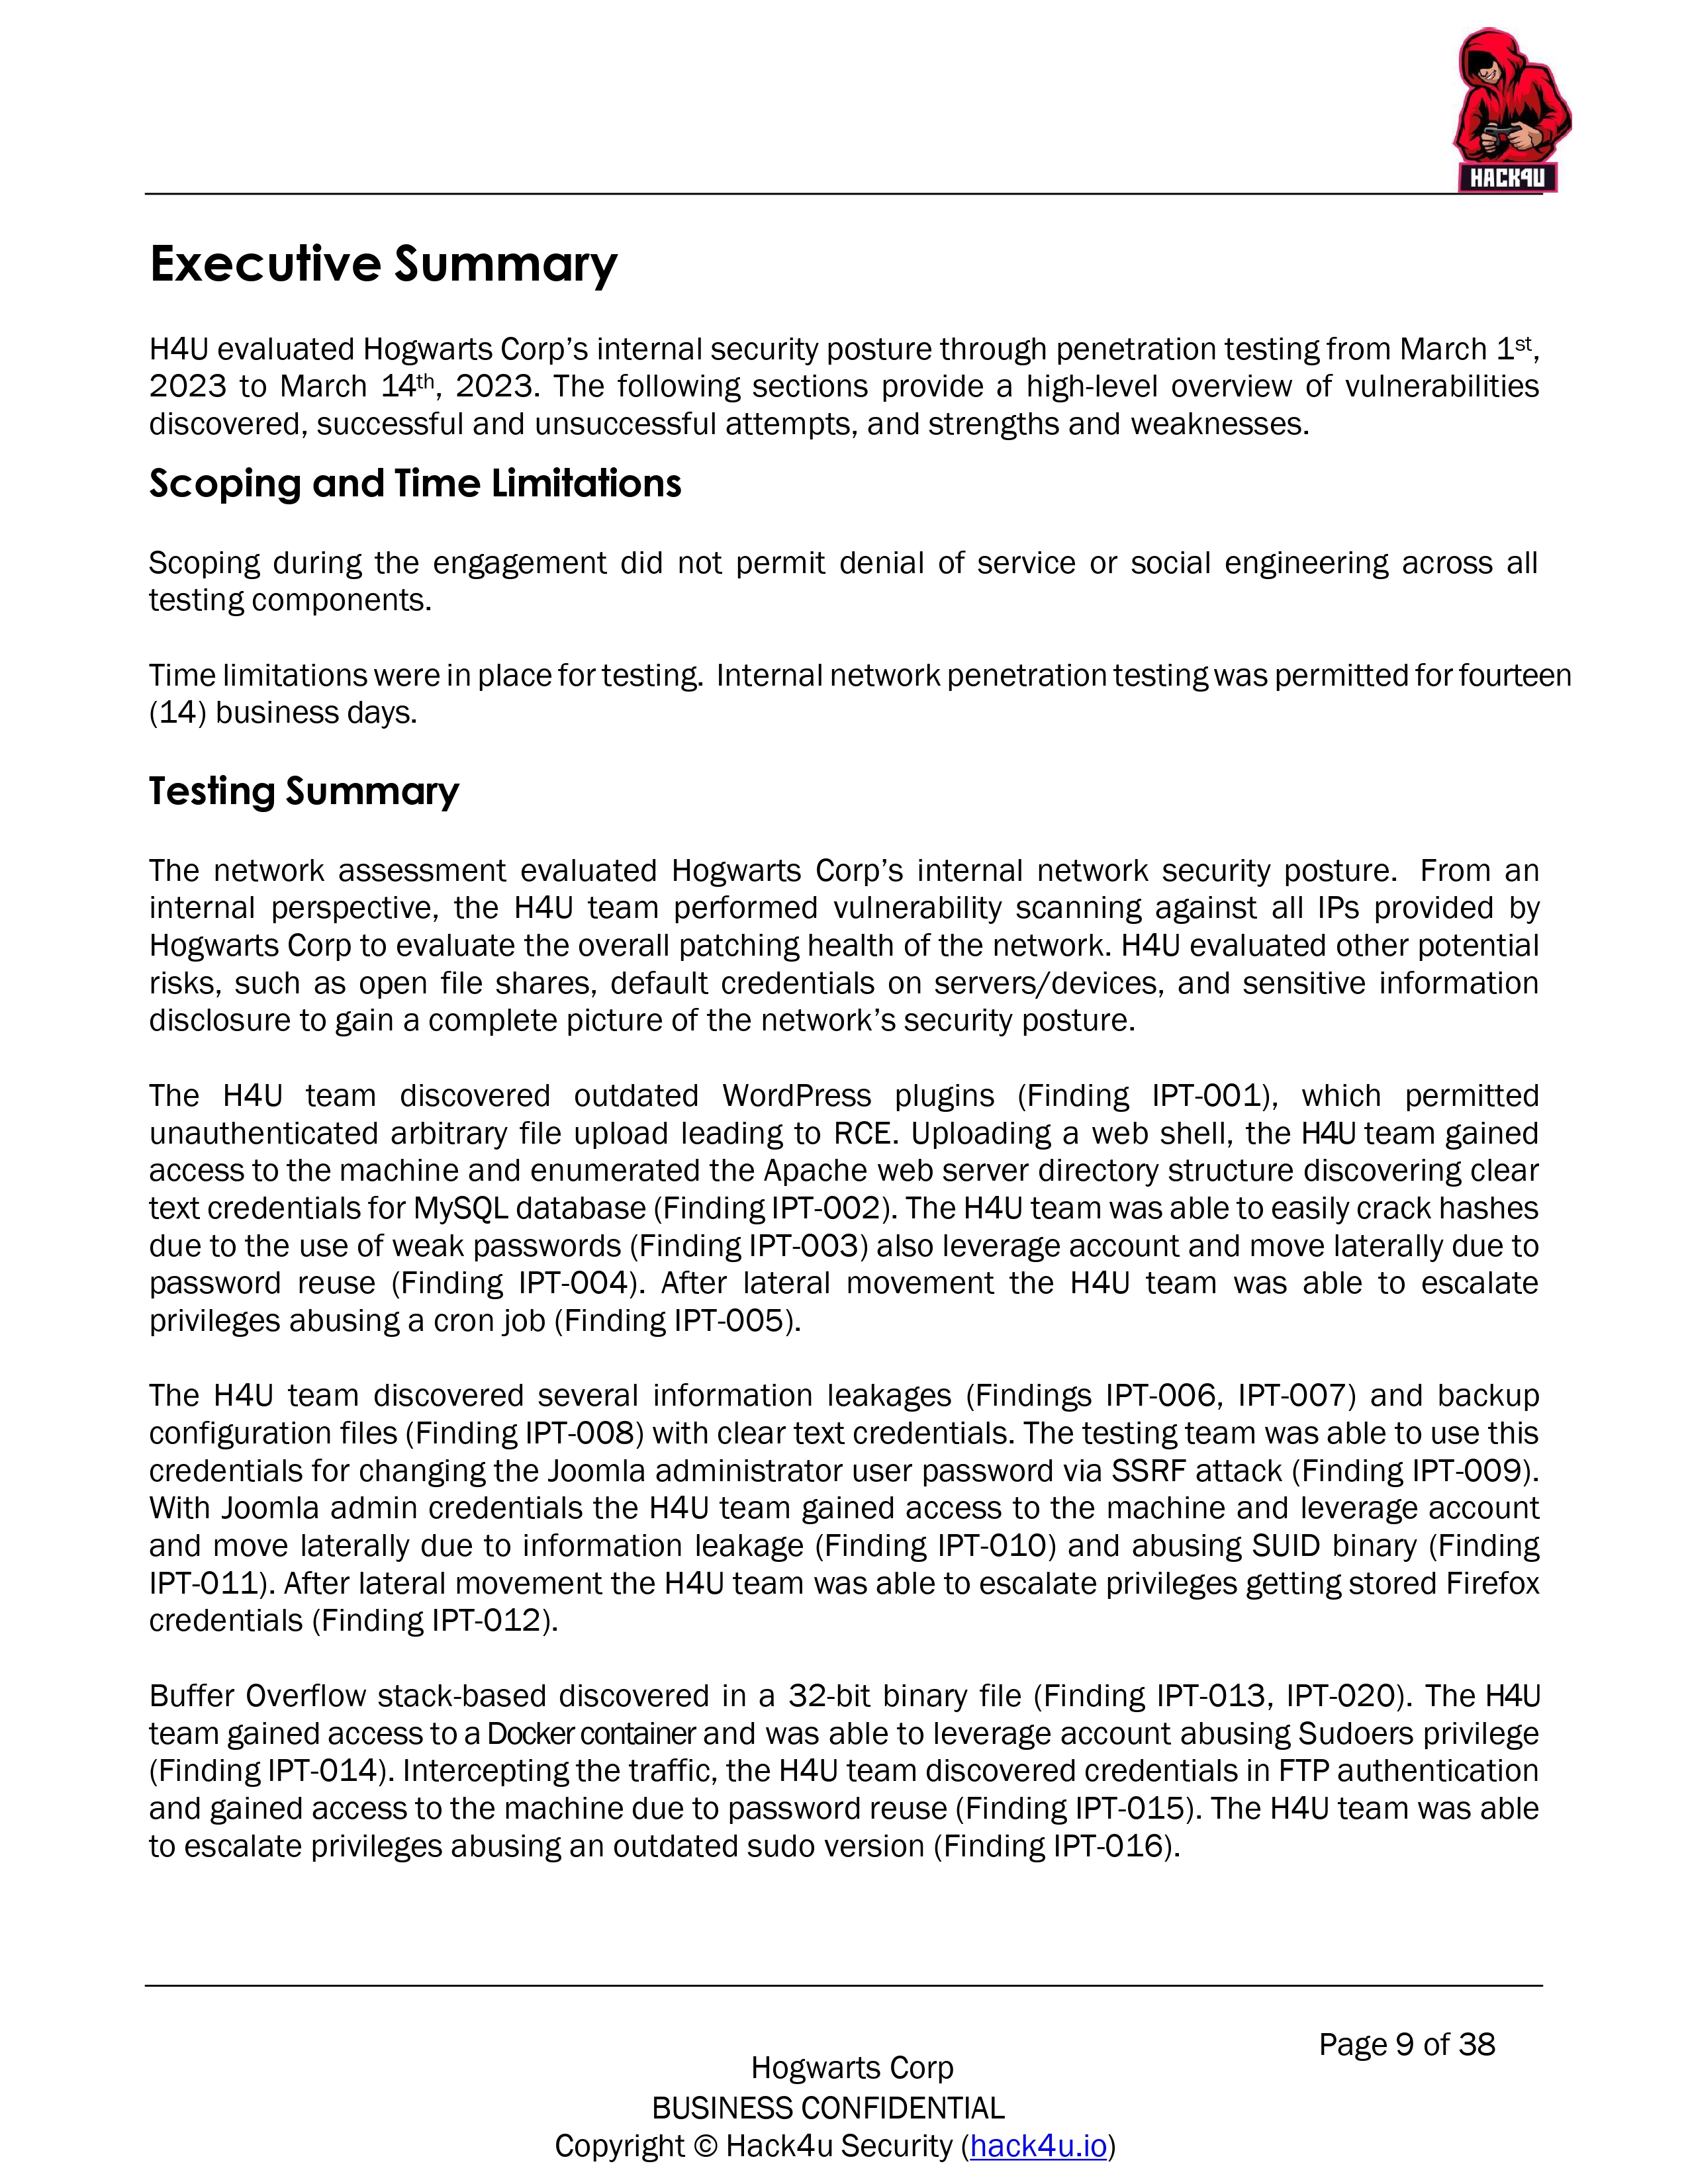 HACK4U
Executive Summary
H4U evaluated Hogwarts Corp’s internal security posture through penetration testing from March 1st,
2023 to March 14th, 2023. The following sections provide a high-level overview of vulnerabilities
discovered, successful and unsuccessful attempts, and strengths and weaknesses.
Scoping and Time Limitations
Scoping during the engagement did not permit denial of service or social engineering across all
testing components.
Time limitations were in place for testing. Internal network penetration testing was permitted for fourteen
(14) business days.
Testing Summary
The network assessment evaluated Hogwarts Corp’s internal network security posture. From an
internal perspective, the H4U team performed vulnerability scanning against all IPs provided by
Hogwarts Corp to evaluate the overall patching health of the network. H4U evaluated other potential
risks, such as open file shares, default credentials on servers/devices, and sensitive information
disclosure to gain a complete picture of the network’s security posture.
The H4U team discovered outdated WordPress plugins (Finding IPT-001), which permitted
unauthenticated arbitrary file upload leading to RCE. Uploading a web shell, the H4U team gained
access to the machine and enumerated the Apache web server directory structure discovering clear
text credentials for MySQL database (Finding IPT-002). The H4U team was able to easily crack hashes
due to the use of weak passwords (Finding IPT-003) also leverage account and move laterally due to
password reuse (Finding IPT-004). After lateral movement the H4U team was able to escalate
privileges abusing a cron job (Finding IPT-005).
The H4U team discovered several information leakages (Findings IPT-006, IPT-007) and backup
configuration files (Finding IPT-008) with clear text credentials. The testing team was able to use this
credentials for changing the Joomla administrator user password via SSRF attack (Finding IPT-009).
With Joomla admin credentials the H4U team gained access to the machine and leverage account
and move laterally due to information leakage (Finding IPT-010) and abusing SUID binary (Finding
IPT-011). After lateral movement the H4U team was able to escalate privileges getting stored Firefox
credentials (Finding IPT-012).
Buffer Overflow stack-based discovered in a 32-bit binary file (Finding IPT-013, IPT-020). The H4U
team gained access to a Docker container and was able to leverage account abusing Sudoers privilege
(Finding IPT-014). Intercepting the traffic, the H4U team discovered credentials in FTP authentication
and gained access to the machine due to password reuse (Finding IPT-015). The H4U team was able
to escalate privileges abusing an outdated sudo version (Finding IPT-016).
Page 9 of 38
Hogwarts Corp
BUSINESS CONFIDENTIAL
Copyright © Hack4u Security (hack4u.io)